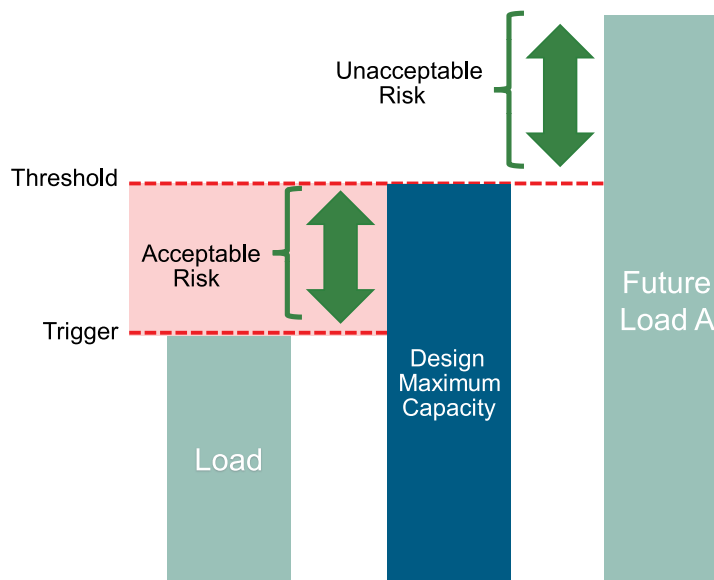 Unacceptable
Risk
Threshold
Acceptable
Risk
Trigger
Future
Load A
Design
Maximum
Capacity
Load